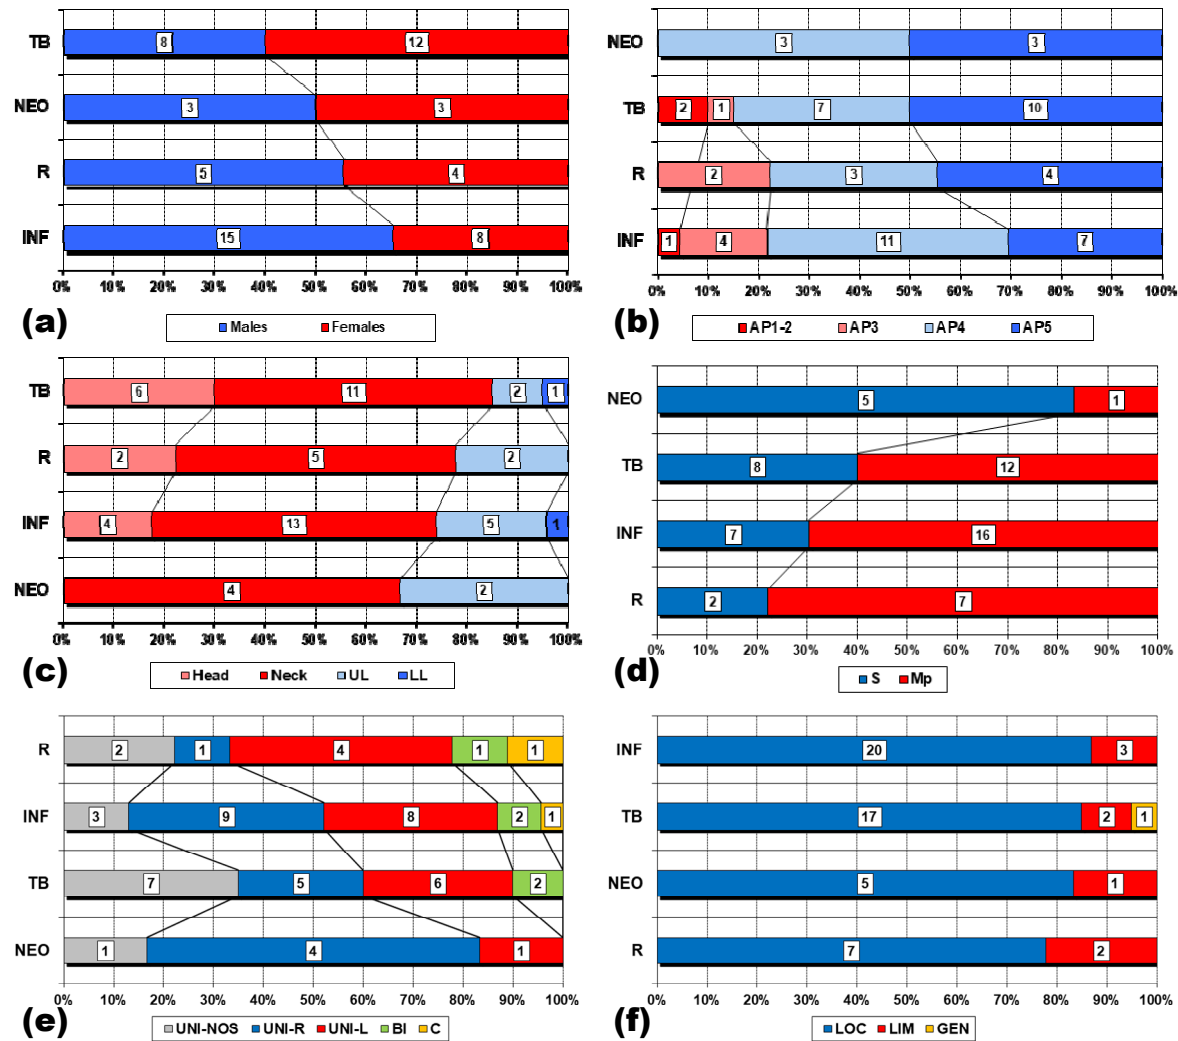 TB 8 12
NEO 3 3
R 5 4
INF 15 8
0% 10% 20% 30% 40% 50% 60% 70% 80% 90% 100%
(a)
Males Females
NEO 3 3
TB 2 1 7 10
R 2 3 4
INF 1 4 11 7
0% 10% 20% 30% 40% 50% 60% 70% 80% 90% 100%
(b)
AP1-2 AP3 AP4 AP5
TB 6 11 2 1
R 2 5 2
INF 4 13 5 1
NEO 4 2
0% 10% 20% 30% 40% 50% 60% 70% 80% 90% 100%
(c)
Head Neck UL LL
NEO 5 1
TB 8 12
INF 7 16
R 2 7
0% 10% 20% 30% 40% 50% 60% 70% 80% 90% 100%
(d)
S Mp
R 2 1 4 1 1
INF 3 9 8 2 1
TB 7 5 6 2
NEO 1 4 1
0% 10% 20% 30% 40% 50% 60% 70% 80% 90% 100%
(e)
UNI-NOS UNI-R UNI-L BI C
INF 20 3
TB 17 2 1
NEO 5 1
R 7 2
0% 10% 20% 30% 40% 50% 60% 70% 80% 90% 100%
(f)
LOC LIM GEN